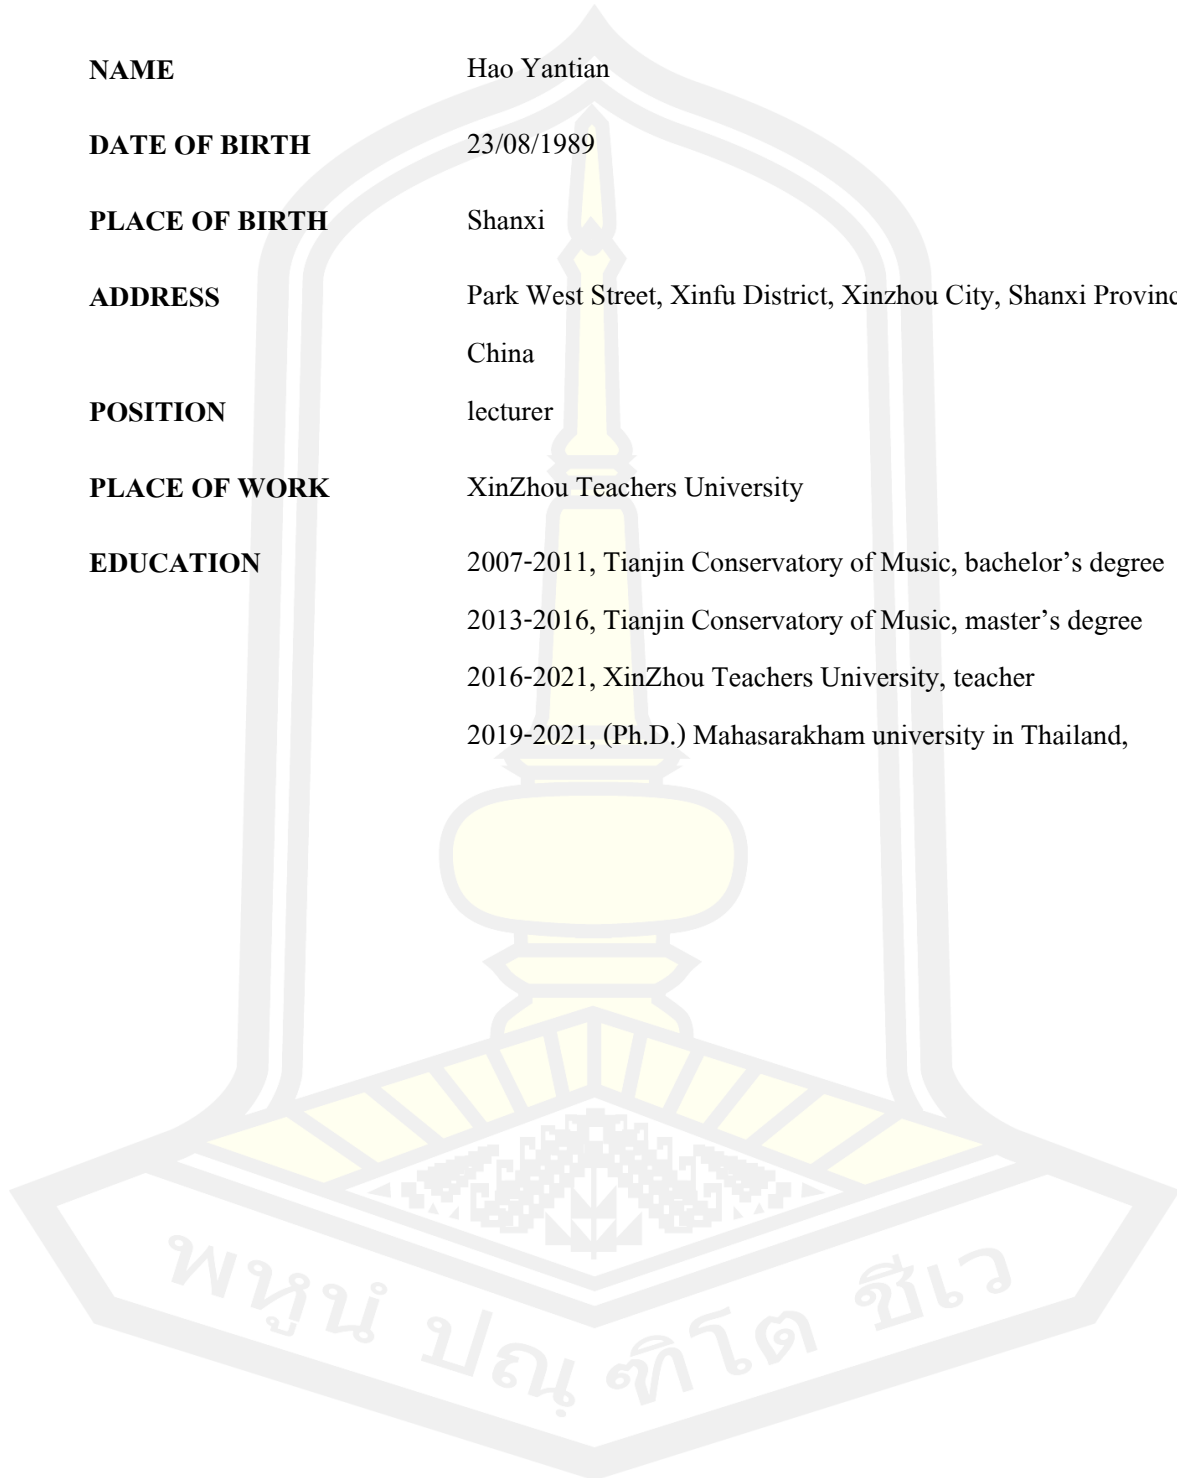 NAME Hao Yantian
DATE OF BIRTH 23/08/1989
PLACE OF BIRTH Shanxi
ADDRESS Park West Street, Xinfu District, Xinzhou City, Shanxi Provinc
China
POSITION lecturer
PLACE OF WORK XinZhou Teachers University
EDUCATION 2007-2011, Tianjin Conservatory of Music, bachelor’s degree
2013-2016, Tianjin Conservatory of Music, master’s degree
2016-2021, XinZhou Teachers University, teacher
2019-2021, (Ph.D.) Mahasarakham university in Thailand,
พหูนํ ปณฺฑิโต ชีเว